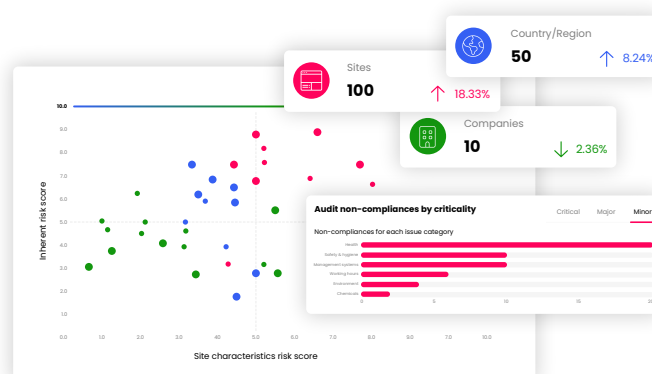 Country/Region
50
8.24%
Sites
100
18.33%
Companies
10
2.36%
10.0
9.0
8.0
7.0
6.0
5.0
4.0
3.0
2.0
1.0
Inherent risk score
0.0
1.0
2.0
3.0
4.0
5.0
6.0
7.0
8.0
9.0
7.0
10.0
Site characteristics risk score
Audit non-compliances by criticality
Critical
Major
Minor
Non-compliances for each issue category
Health
Safety & hygiene
Management systems
Working hours
Environment
Chemicals
0
5
10
15
20